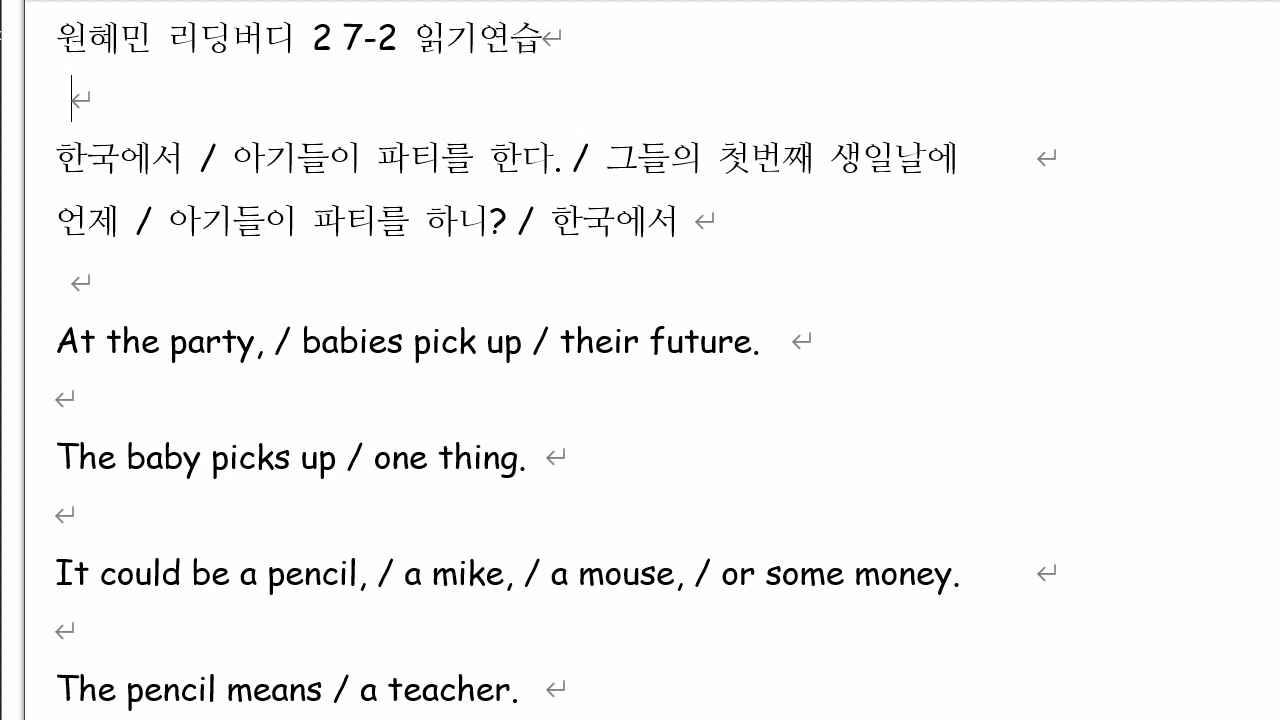 원혜민 리딩버디 2 7-2 읽기연습
한국에서 / 아기들이 파티를 한다. / 그들의 첫번째 생일날에
언제 / 아기들이 파티를 하니? / 한국에서
At the party, / babies pick up / their future.
The baby picks up / one thing.
It could be a pencil, / a mike, / a mouse, / or some money.
The pencil means / a teacher.